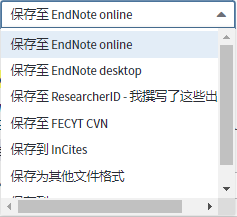 保存至 EndNote online
保存至 EndNote online
保存至 EndNote desktop
保存至 ResearcherID - 我撰写了这些出
保存至 FECYT CVN
保存到 InCites
保存为其他文件格式